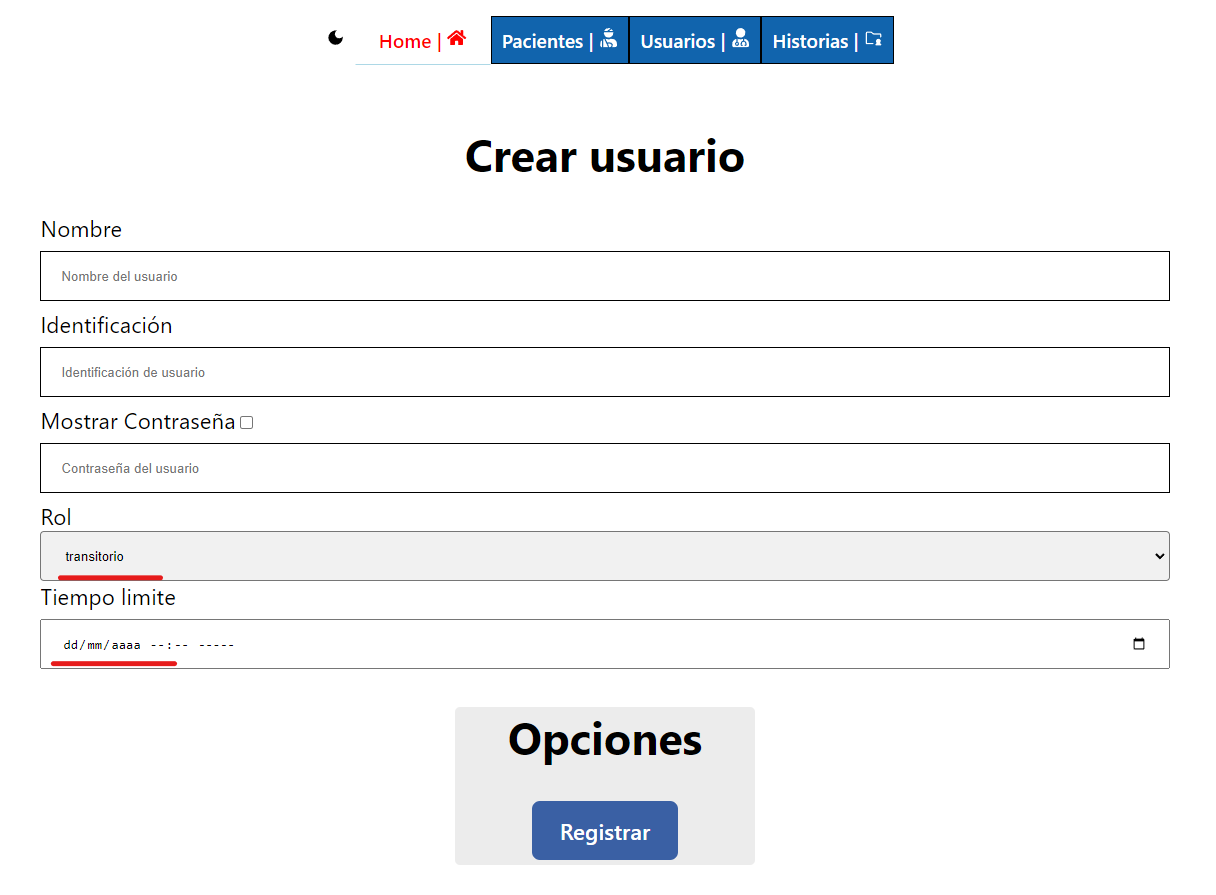 Home | Pacientes | Usuarios | Historias |
Crear usuario
Nombre
Nombre del usuario
Identificación
Identificación de usuario
Mostrar Contraseña
Contraseña del usuario
Rol
transitorio
Tiempo limite
dd/mm/aaaa --:-- -----
Opciones
Registrar